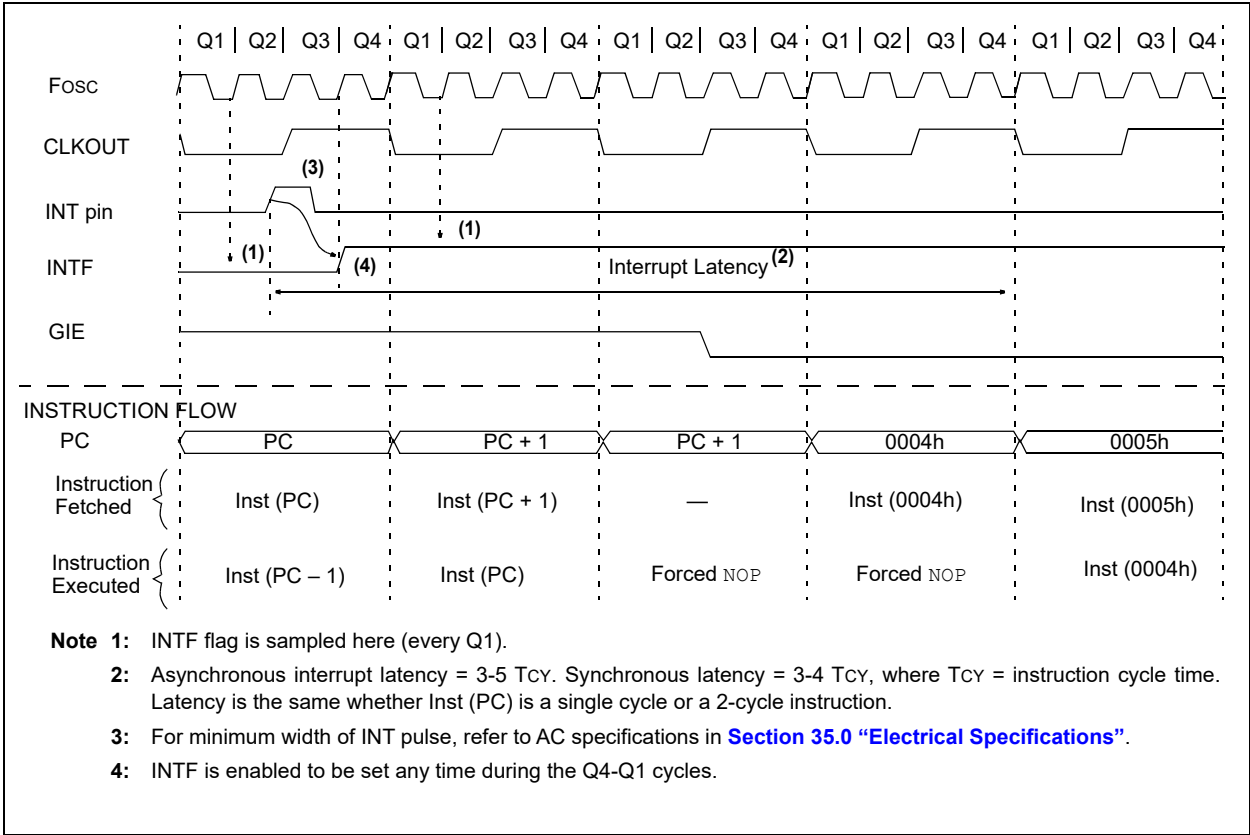 Q1 Q2 Q3 Q4 Q1 Q2 Q3 Q4 Q1 Q2 Q3 Q4 Q1 Q2 Q3 Q4 Q1 Q2 Q3 Q4
FOSC
CLKOUT
(3)
INT pin
(1) (1)
INTF (4) Interrupt Latency(2)
GIE
INSTRUCTION FLOW
PC PC PC + 1 PC + 1 0004h 0005h
Instruction Fetched Inst (PC) Inst (PC + 1) — Inst (0004h) Inst (0005h)
Instruction Executed Inst (PC – 1) Inst (PC) Forced NOP Forced NOP Inst (0004h)
Note 1: INTF flag is sampled here (every Q1).
2: Asynchronous interrupt latency = 3-5 TCY. Synchronous latency = 3-4 TCY, where TCY = instruction cycle time.
Latency is the same whether Inst (PC) is a single cycle or a 2-cycle instruction.
3: For minimum width of INT pulse, refer to AC specifications in Section 35.0 “Electrical Specifications”.
4: INTF is enabled to be set any time during the Q4-Q1 cycles.